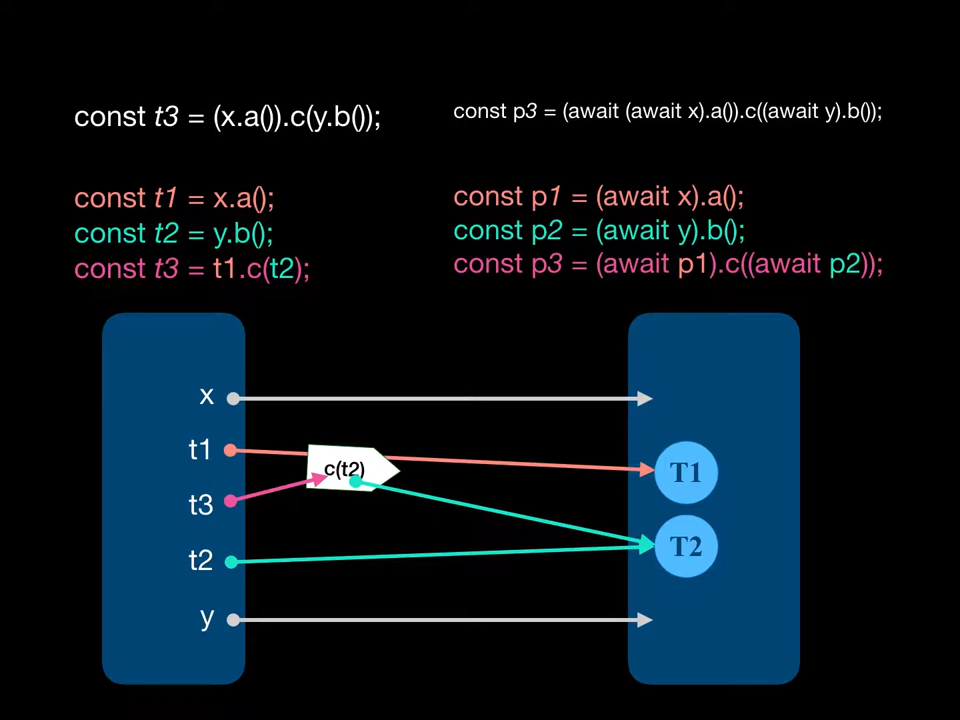 const t3 = (x.a()).c(y.b());
const p3 = (await (await x).a()).c((await y).b());
const t1 = x.a();
const t2 = y.b();
const t3 = t1.c(t2);
const p1 = (await x).a();
const p2 = (await y).b();
const p3 = (await p1).c((await p2));
x
t1
c(t2)
T1
t3
T2
t2
y